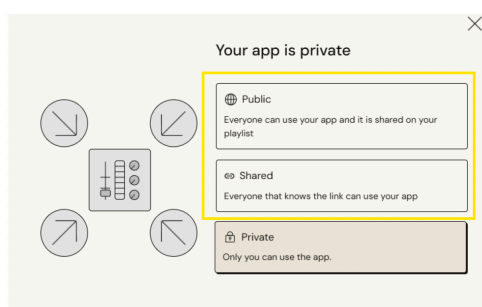 Your app is private
Public
Everyone can use your app and it is shared on your
playlist
Shared
Everyone that knows the link can use your app
Private
Only you can use the app.